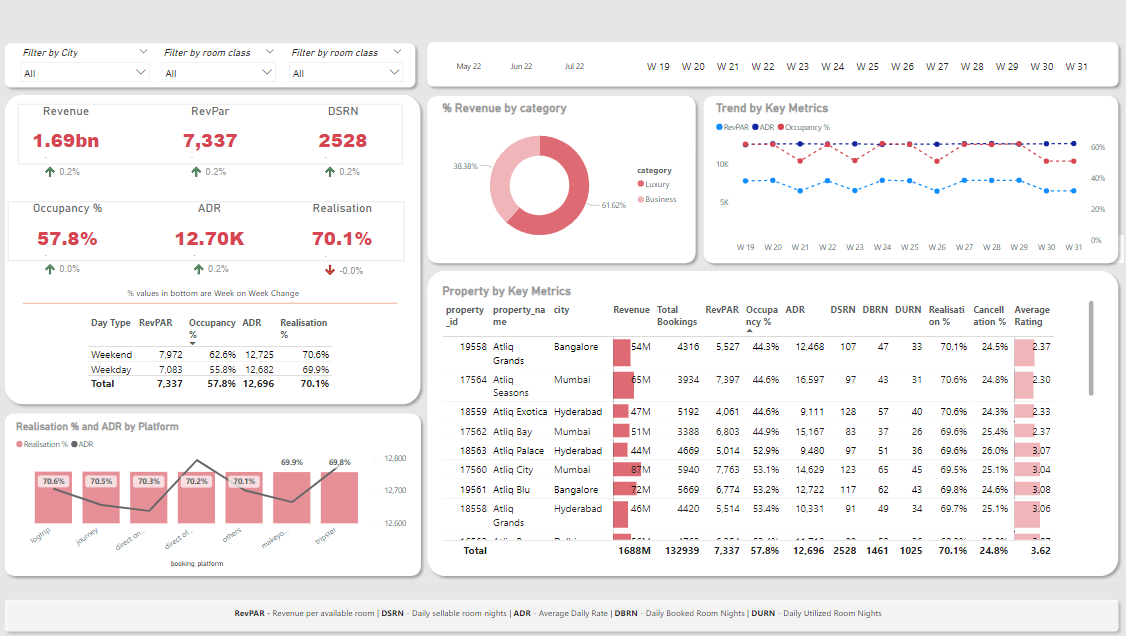 Filter by City
Filter by room class
Filter by room class
All
All
All
May 22 Jun 22 Jul 22
W 19 W 20 W 21 W 22 W 23 W 24 W 25 W 26 W 27 W 28 W 29 W 30 W 31
Revenue RevPar DSRN
1.69bn 7,337 2528
0.2% 0.2% 0.2%
Occupancy % ADR Realisation
57.8% 12.70K 70.1%
0.0% 0.2% -0.0%
% values in bottom are Week on Week Change
Day Type RevPAR Occupancy ADR Realisation
% %
Weekend 7,972 62.6% 12,725 70.6%
Weekday 7,083 55.8% 12,682 69.9%
Total 7,337 57.8% 12,696 70.1%
Realisation % and ADR by Platform
Realisation % ADR
70.6% 70.5% 70.3% 70.2% 70.1% 69.9% 69.8%
12,800
12,700
12,600
logtrip journey direct on... direct of... others makeyo... tripster
booking platform
% Revenue by category
38.38%
61.62%
category
Luxury
Business
Trend by Key Metrics
RevPAR ADR Occupancy %
10K
5K
60%
40%
20%
0%
W 19 W 20 W 21 W 22 W 23 W 24 W 25 W 26 W 27 W 28 W 29 W 30 W 31
Property by Key Metrics
property property_na city Revenue Total RevPAR Occupa ADR DSRN DBRN DURN Realisati Cancell Average
_id me Bookings ncy % on % ation % Rating
19558 Atliq Bangalore 54M 4316 5,527 44.3% 12,468 107 47 33 70.1% 24.5% 2.37
Grands
17564 Atliq Mumbai 65M 3934 7,397 44.6% 16,597 97 43 31 70.6% 24.8% 2.30
Seasons
18559 Atliq Exotica Hyderabad 47M 5192 4,061 44.6% 9,111 128 57 40 70.6% 24.3% 2.33
17562 Atliq Bay Mumbai 51M 3388 6,803 44.9% 15,167 83 37 26 69.6% 25.4% 2.37
18563 Atliq Palace Hyderabad 44M 4669 5,014 52.9% 9,480 97 51 36 69.6% 26.0% 3.07
17560 Atliq City Mumbai 87M 5940 7,763 53.1% 14,629 123 65 45 69.5% 25.1% 3.04
19561 Atliq Blu Bangalore 72M 5669 6,774 53.2% 12,722 117 62 43 69.8% 24.6% 3.08
18558 Atliq Hyderabad 46M 4420 5,514 53.4% 10,331 91 49 34 69.7% 25.1% 3.06
Grands
Total 1688M 132939 7,337 57.8% 12,696 2528 1461 1025 70.1% 24.8% 3.62
RevPAR - Revenue per available room | DSRN - Daily sellable room nights | ADR - Average Daily Rate | DBRN - Daily Booked Room Nights | DURN - Daily Utilized Room Nights